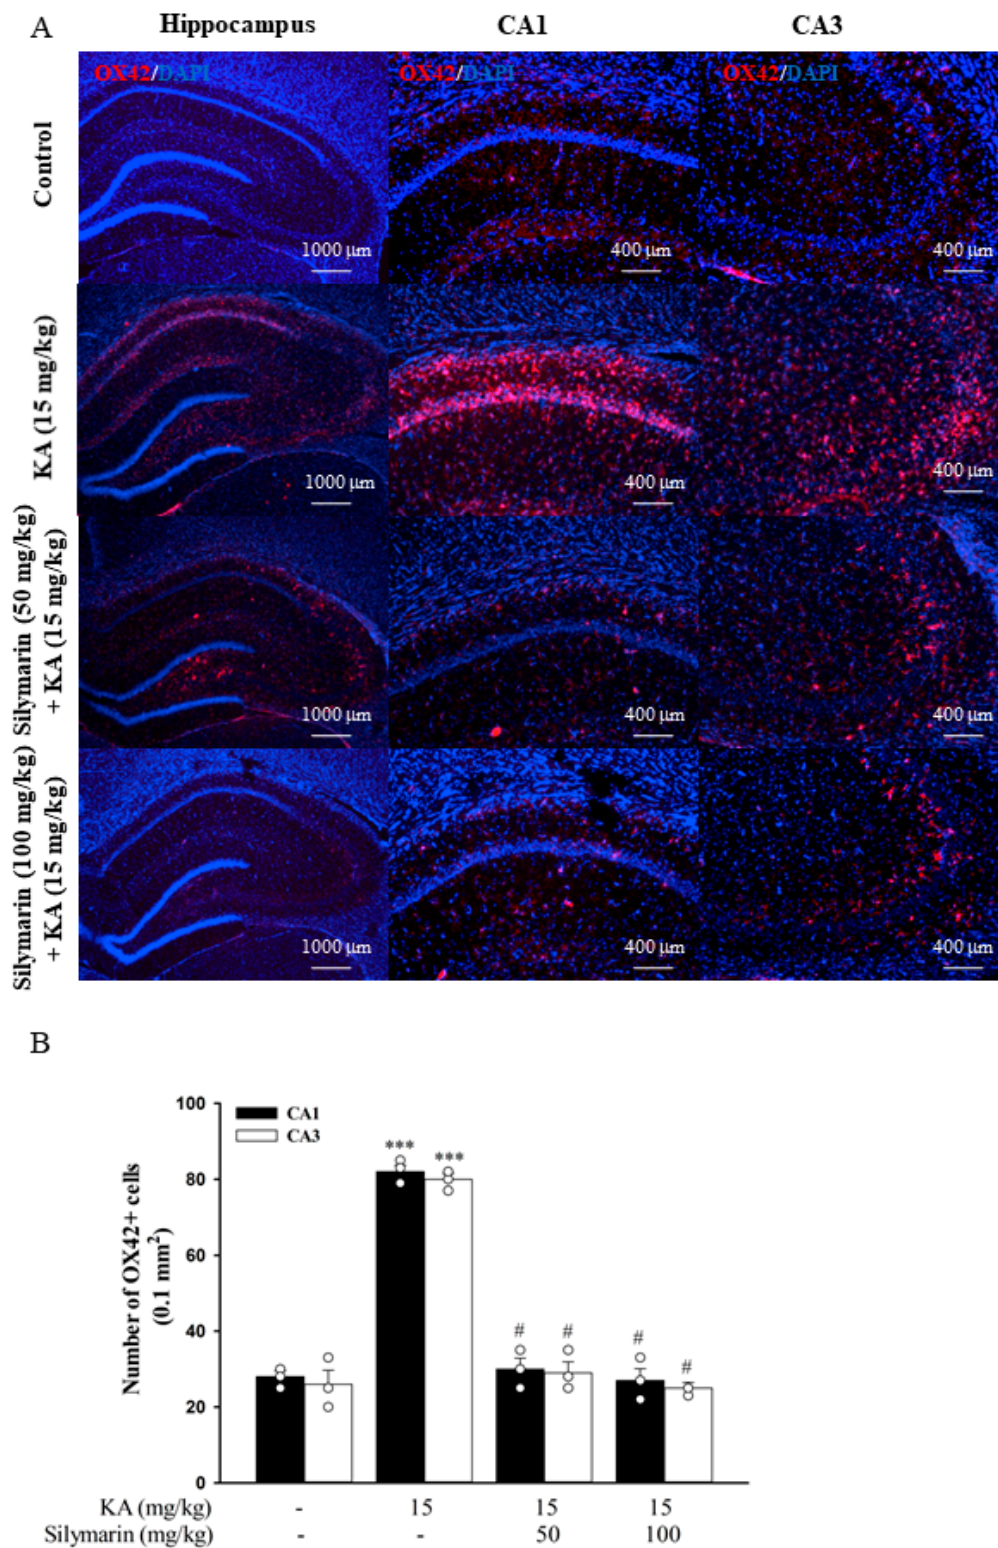 A
Hippocampus
CA1
CA3
Control
OX42/DAPI
OX42/DAPI
OX42/DAPI
1000 µm
400 µm
400 µm
KA (15 mg/kg)
1000 µm
400 µm
400 µm
Silymarin (50 mg/kg)
+ KA (15 mg/kg)
1000 µm
400 µm
400 µm
Silymarin (100 mg/kg)
+ KA (15 mg/kg)
1000 µm
400 µm
400 µm
B
Number of OX42+ cells
(0.1 mm²)
100
80
60
40
20
0
CA1
CA3
***
***
#
#
#
#
KA (mg/kg) - 15 15 15
Silymarin (mg/kg) - - 50 100